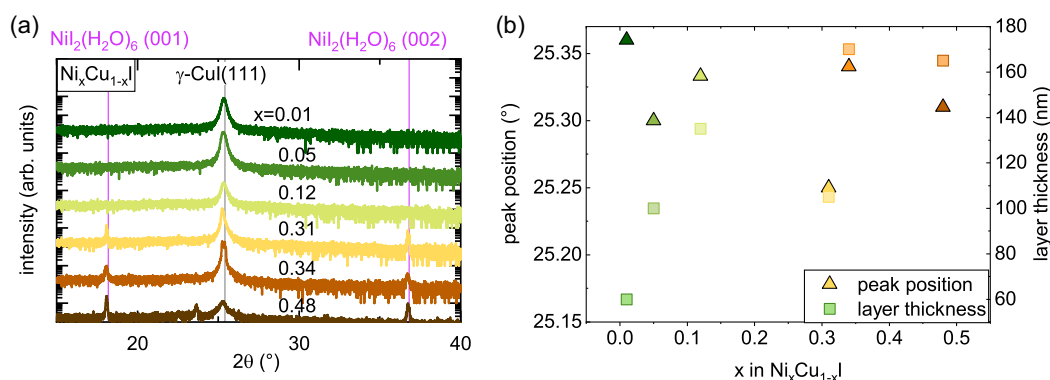 (a)
NiI₂(H₂O)₆ (001)
NiI₂(H₂O)₆ (002)
NiₓCu₁₋ₓI
γ-CuI(111)
x=0.01
0.05
0.12
0.31
0.34
0.48
intensity (arb. units)
20
30
40
2θ (°)
(b)
25.35
25.30
25.25
25.20
25.15
peak position (°)
180
160
140
120
100
80
60
layer thickness (nm)
peak position
layer thickness
0.0
0.1
0.2
0.3
0.4
0.5
x in NiₓCu₁₋ₓI